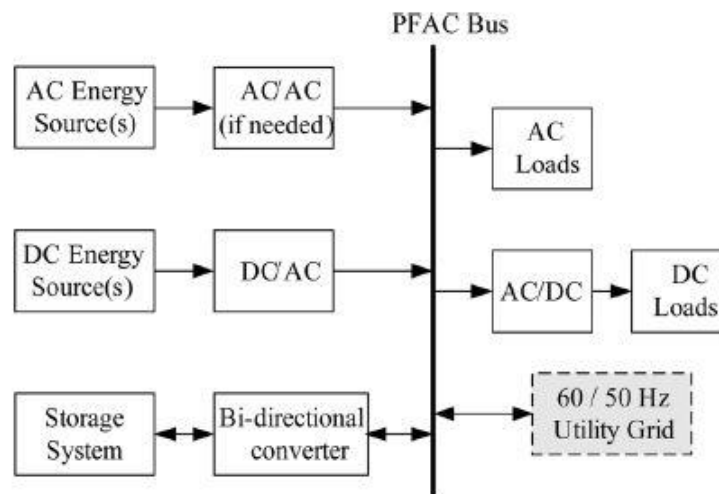 PFAC Bus
AC Energy
Source(s)
AC/AC
(if needed)
AC
Loads
DC Energy
Source(s)
DC/AC
AC/DC
DC
Loads
Storage
System
Bi-directional
converter
60 / 50 Hz
Utility Grid